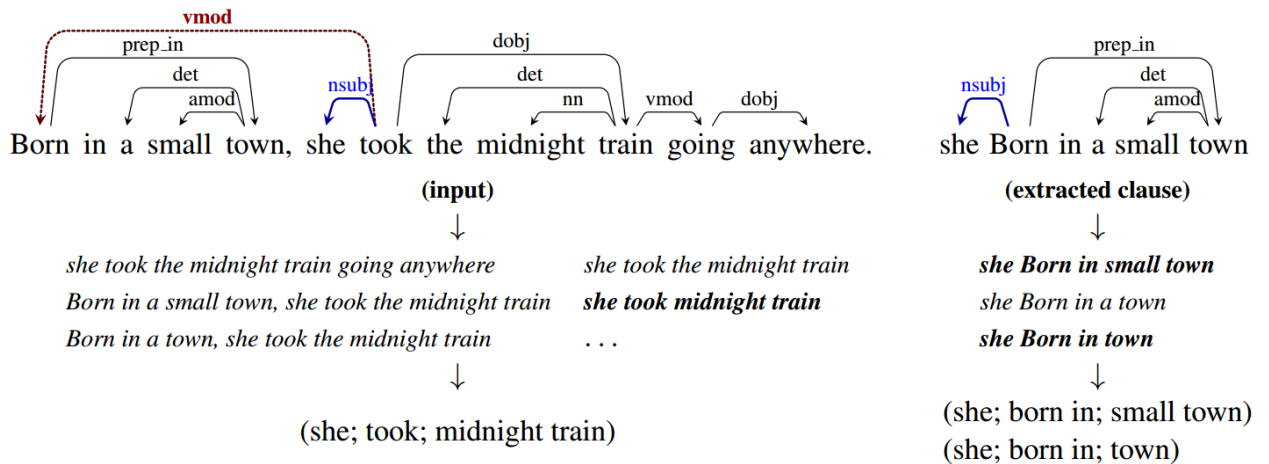 vmod
prep_in dobj prep_in
det det det
nsubj amod nn vmod dobj nsubj amod
Born in a small town, she took the midnight train going anywhere. she Born in a small town
(input) (extracted clause)
↓ ↓
she took the midnight train going anywhere she took the midnight train she Born in small town
Born in a small town, she took the midnight train she took midnight train she Born in a town
Born in a town, she took the midnight train . . . she Born in town
↓ ↓
(she; took; midnight train) (she; born in; small town)
(she; born in; town)